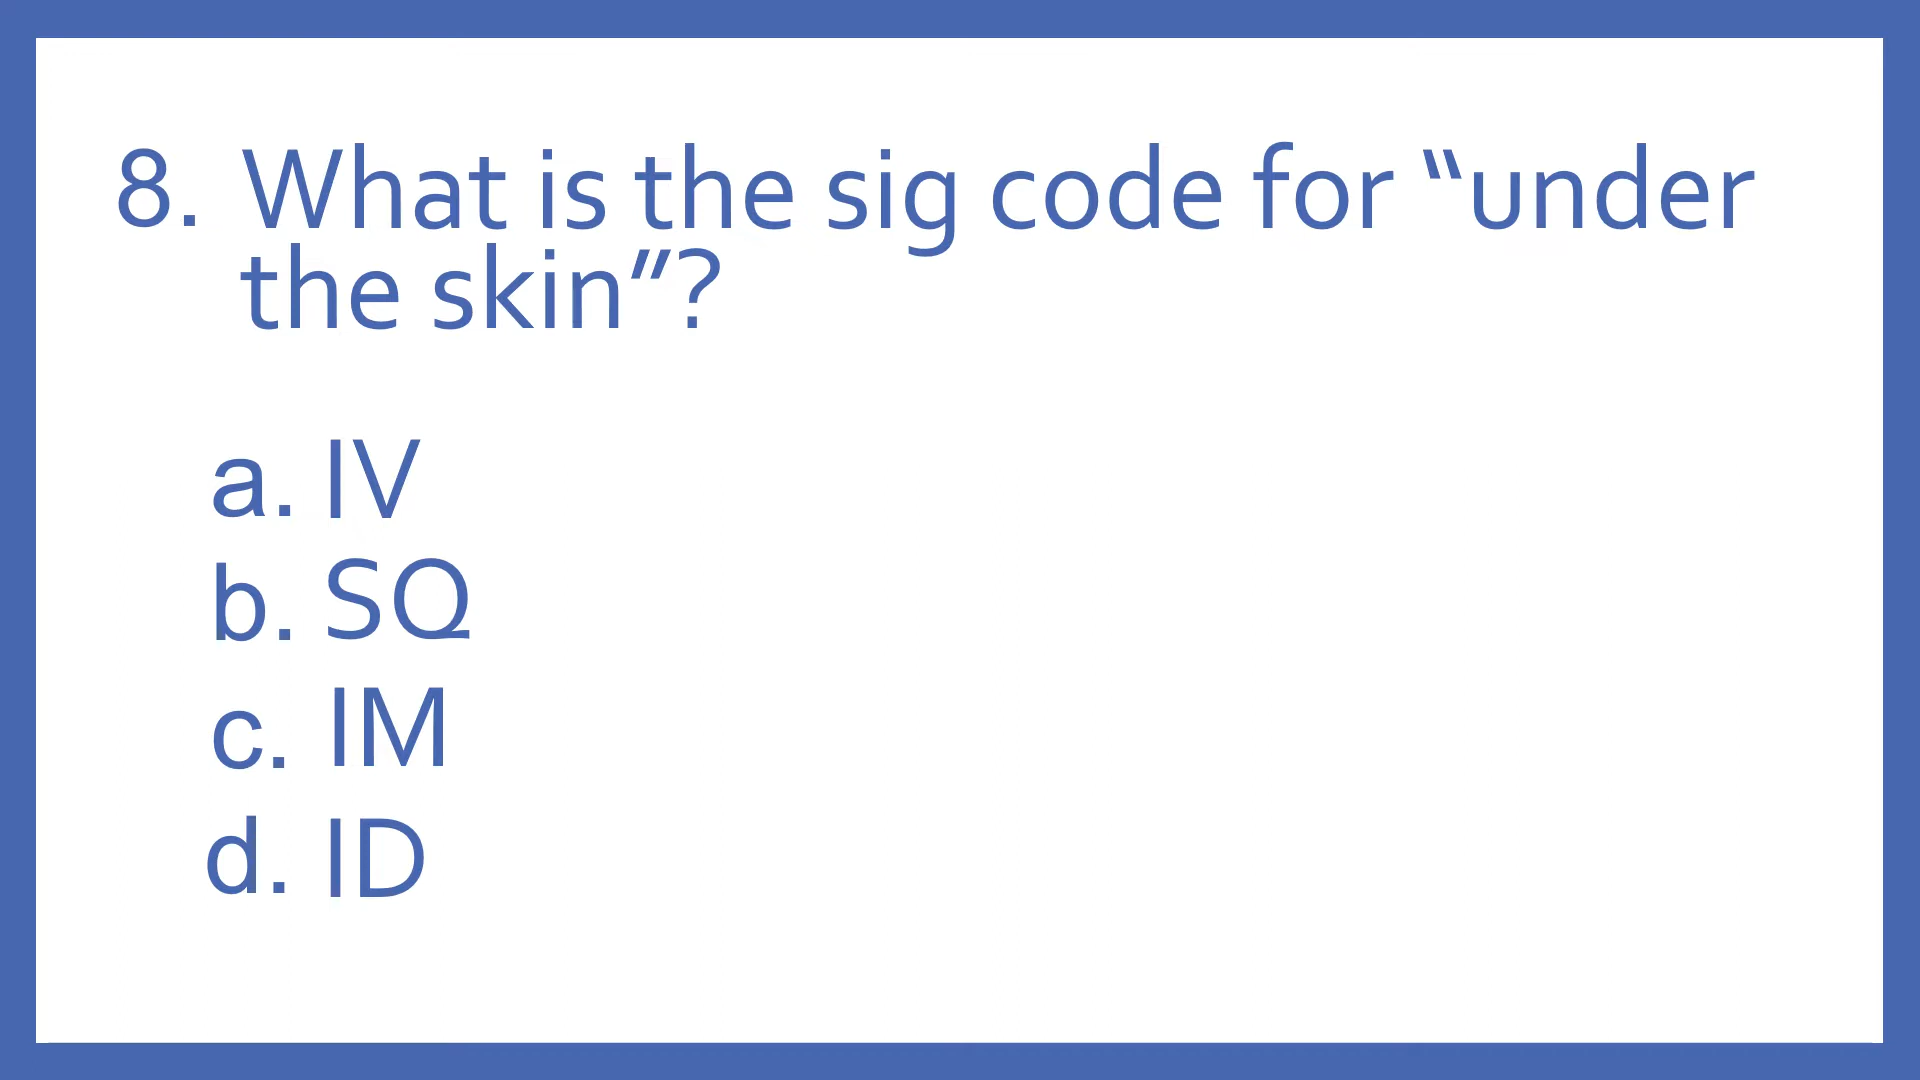 8. What is the sig code for “under
the skin”?
a. IV
b. SQ
c. IM
d. ID